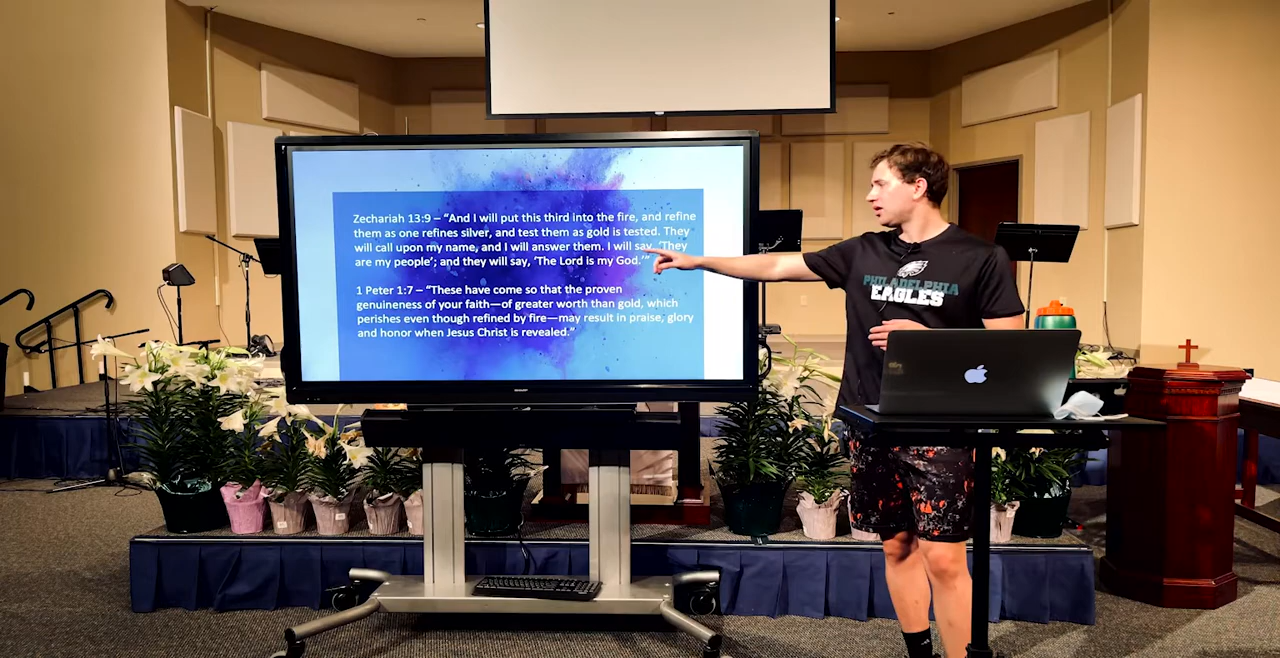 Zechariah 13:9 – “And I will put this third into the fire, and refine
them as one refines silver, and test them as gold is tested. They
will call upon my name, and I will answer them. I will say, ‘They
are my people’; and they will say, ‘The Lord is my God.’”
1 Peter 1:7 – “These have come so that the proven
genuineness of your faith—of greater worth than gold, which
perishes even though refined by fire—may result in praise, glory
and honor when Jesus Christ is revealed.”
SHARP
PHILADELPHIA
EAGLES